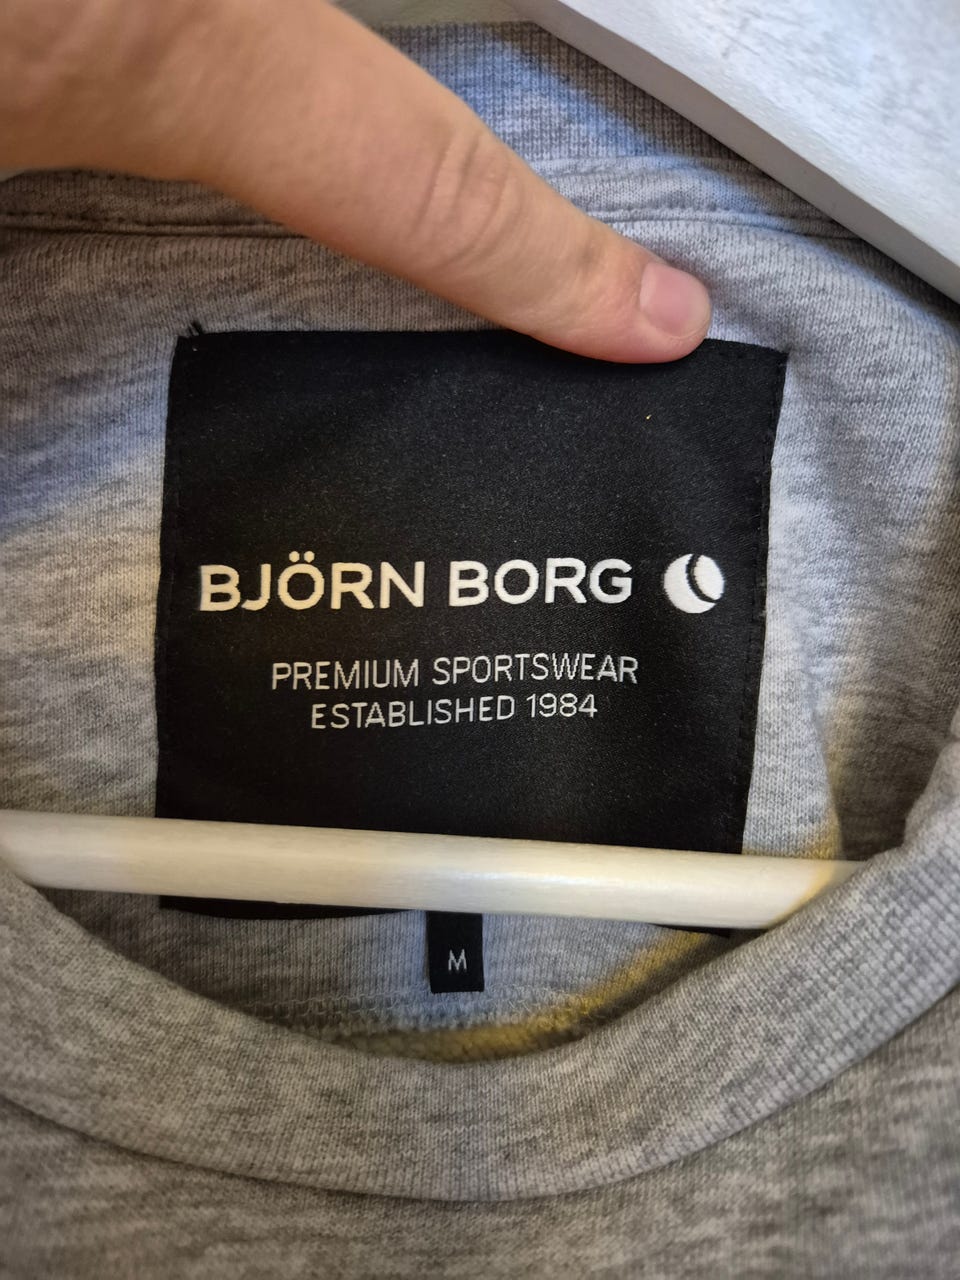 BJÖRN BORG
PREMIUM SPORTSWEAR
ESTABLISHED 1984
M